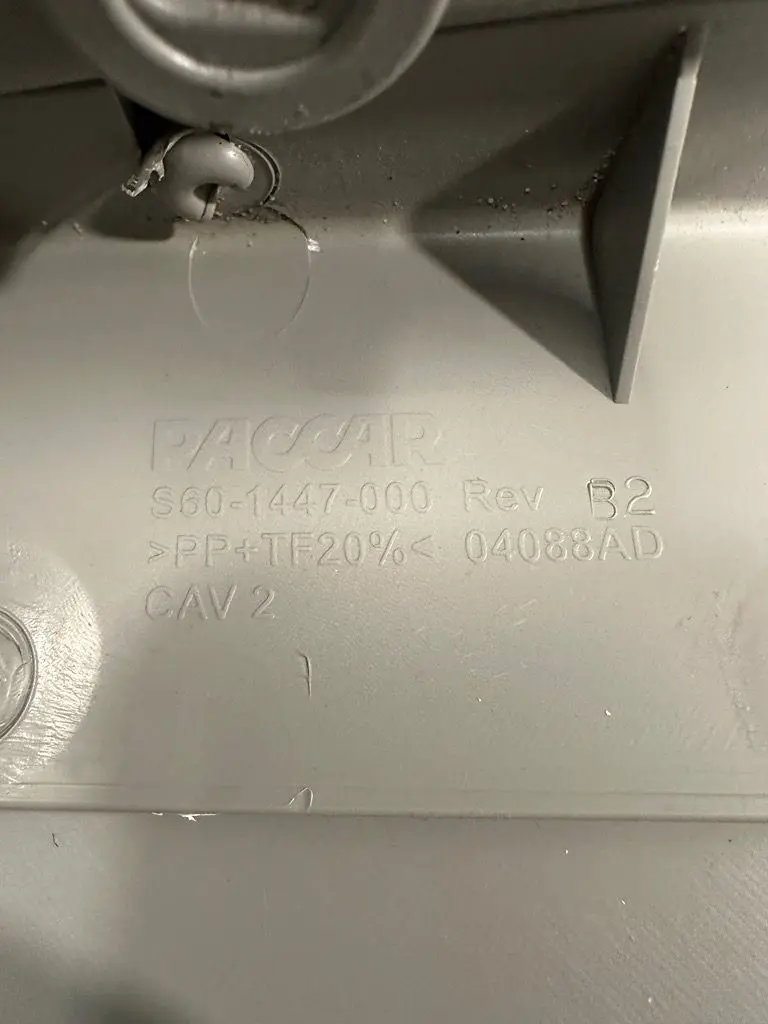 PACCAR
S60-1447-000 Rev B2
>PP+TF20%< 04088AD
CAV 2